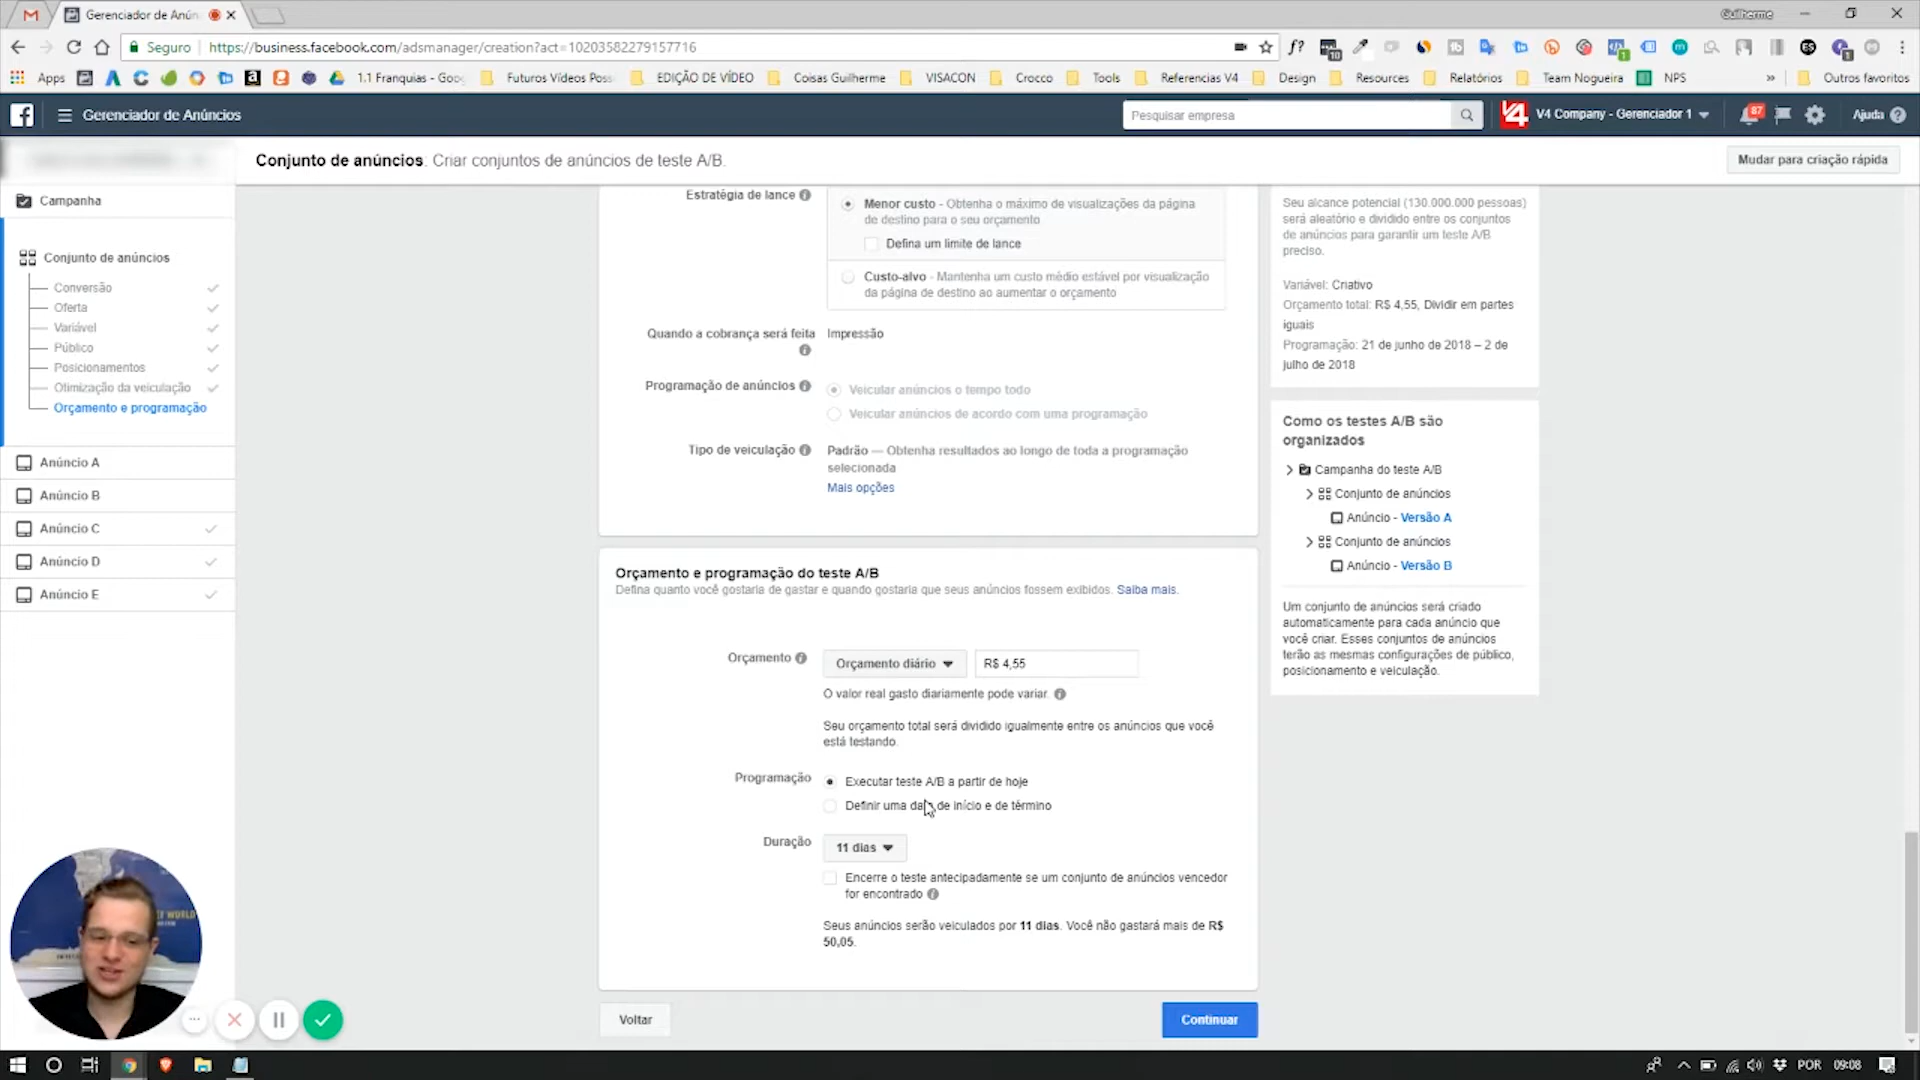 Gerenciador de Anún
Guilherme
Seguro
https://business.facebook.com/adsmanager/creation?act=10203582279157716
Apps
1.1 Franquias - Goo
Futuros Vídeos Poss
EDIÇÃO DE VÍDEO
Coisas Guilherme
VISACON
Crocco
Tools
Referencias V4
Design
Resources
Relatórios
Team Nogueira
NPS
»
Outros favoritos
Gerenciador de Anúncios
Pesquisar empresa
V4 Company - Gerenciador 1
87
Ajuda
Conjunto de anúncios. Criar conjuntos de anúncios de teste A/B.
Mudar para criação rápida
Campanha
Conjunto de anúncios
Conversão
Oferta
Variável
Público
Posicionamentos
Otimização da veiculação
Orçamento e programação
Anúncio A
Anúncio B
Anúncio C
Anúncio D
Anúncio E
Estratégia de lance
Menor custo - Obtenha o máximo de visualizações da página
de destino para o seu orçamento
Defina um limite de lance
Custo-alvo - Mantenha um custo médio estável por visualização
da página de destino ao aumentar o orçamento
Quando a cobrança será feita
Impressão
Programação de anúncios
Veicular anúncios o tempo todo
Veicular anúncios de acordo com uma programação
Tipo de veiculação
Padrão — Obtenha resultados ao longo de toda a programação
selecionada
Mais opções
Orçamento e programação do teste A/B
Defina quanto você gostaria de gastar e quando gostaria que seus anúncios fossem exibidos. Saiba mais.
Orçamento
Orçamento diário
R$ 4,55
O valor real gasto diariamente pode variar.
Seu orçamento total será dividido igualmente entre os anúncios que você
está testando.
Programação
Executar teste A/B a partir de hoje
Definir uma data de início e de término
Duração
11 dias
Encerre o teste antecipadamente se um conjunto de anúncios vencedor
for encontrado
Seus anúncios serão veiculados por 11 dias. Você não gastará mais de R$
50,05.
Voltar
Continuar
Seu alcance potencial (130.000.000 pessoas)
será aleatório e dividido entre os conjuntos
de anúncios para garantir um teste A/B
preciso.
Variável: Criativo
Orçamento total: R$ 4,55, Dividir em partes
iguais
Programação: 21 de junho de 2018 – 2 de
julho de 2018
Como os testes A/B são
organizados
Campanha do teste A/B
Conjunto de anúncios
Anúncio - Versão A
Conjunto de anúncios
Anúncio - Versão B
Um conjunto de anúncios será criado
automaticamente para cada anúncio que
você criar. Esses conjuntos de anúncios
terão as mesmas configurações de público,
posicionamento e veiculação.
WORLD
POR
09:08